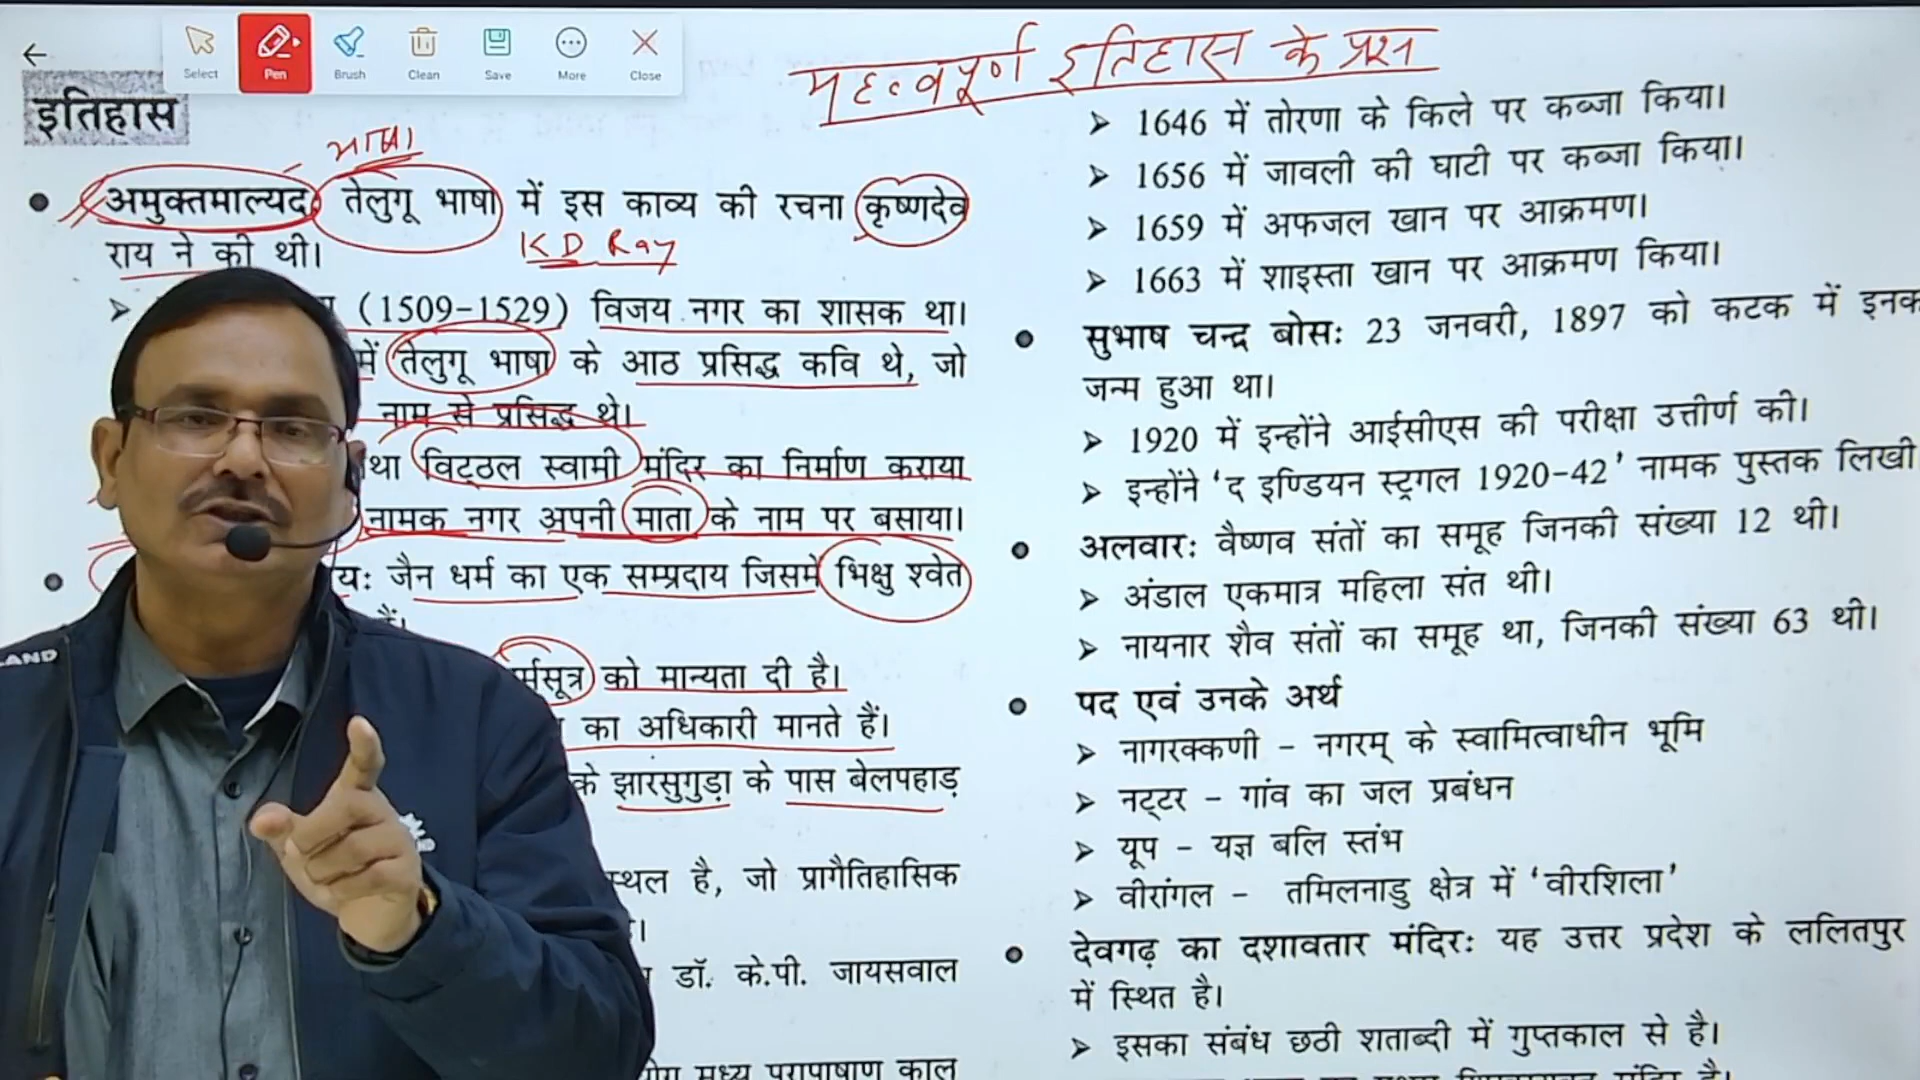 Select Pen Brush Clean Save More Close
महत्वपूर्ण इतिहास के प्रश्न
इतिहास
भाषा
अमुक्तमाल्यद: तेलुगू भाषा में इस काव्य की रचना कृष्णदेव
राय ने की थी।
K D Ray
(1509–1529) विजय नगर का शासक था।
में तेलुगू भाषा के आठ प्रसिद्ध कवि थे, जो
नाम से प्रसिद्ध थे।
विट्ठल स्वामी मंदिर का निर्माण कराया
नामक नगर अपनी माता के नाम पर बसाया।
जैन धर्म का एक सम्प्रदाय जिसमें भिक्षु श्वेत
हैं।
को मान्यता दी है।
का अधिकारी मानते हैं।
के झारसुगुड़ा के पास बेलपहाड़
है, जो प्रागैतिहासिक
डॉ. के.पी. जायसवाल
मध्य पुरापाषाण काल
➢ 1646 में तोरणा के किले पर कब्जा किया।
➢ 1656 में जावली की घाटी पर कब्जा किया।
➢ 1659 में अफजल खान पर आक्रमण।
➢ 1663 में शाइस्ता खान पर आक्रमण किया।
सुभाष चन्द्र बोस: 23 जनवरी, 1897 को कटक में इनक
जन्म हुआ था।
➢ 1920 में इन्होंने आईसीएस की परीक्षा उत्तीर्ण की।
➢ इन्होंने ‘द इण्डियन स्ट्रगल 1920-42’ नामक पुस्तक लिखी
अलवार: वैष्णव संतों का समूह जिनकी संख्या 12 थी।
➢ अंडाल एकमात्र महिला संत थी।
➢ नायनार शैव संतों का समूह था, जिनकी संख्या 63 थी।
पद एवं उनके अर्थ
➢ नागरक्कणी – नगरम् के स्वामित्वाधीन भूमि
➢ नट्टर – गांव का जल प्रबंधन
➢ यूप – यज्ञ बलि स्तंभ
➢ वीरांगल – तमिलनाडु क्षेत्र में ‘वीरशिला’
देवगढ़ का दशावतार मंदिर: यह उत्तर प्रदेश के ललितपुर
में स्थित है।
➢ इसका संबंध छठी शताब्दी में गुप्तकाल से है।